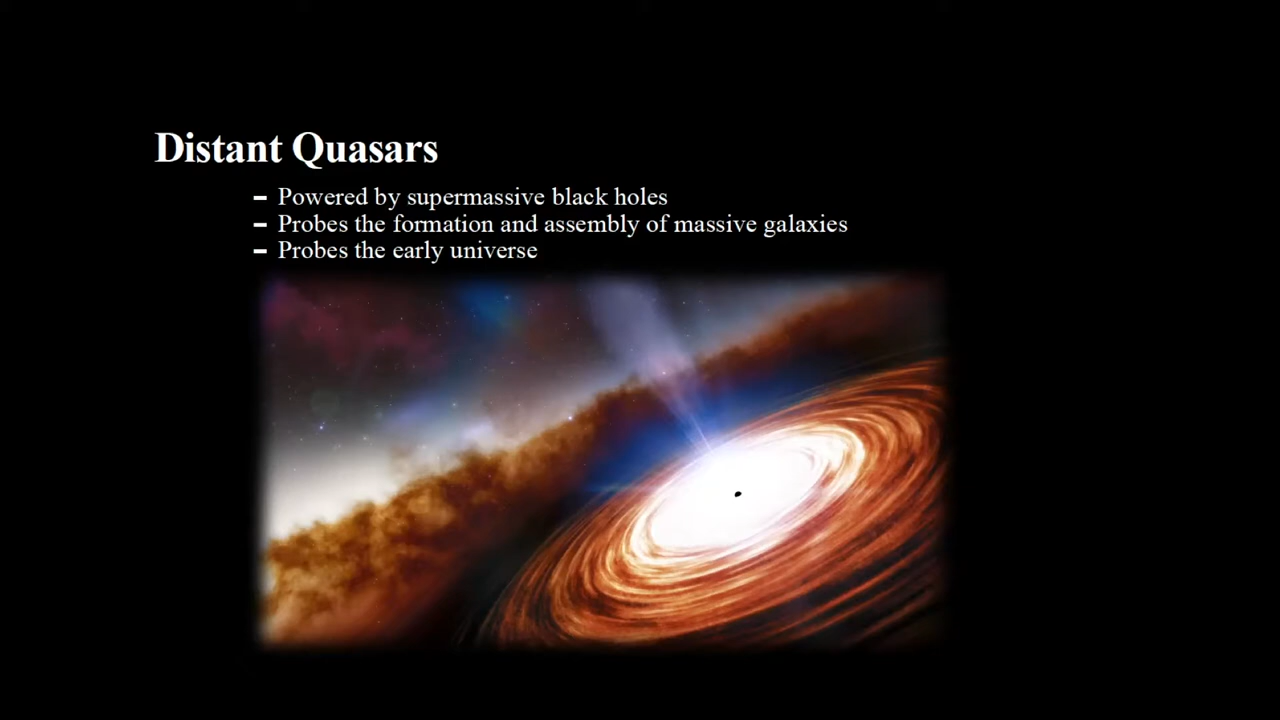 Distant Quasars
– Powered by supermassive black holes
– Probes the formation and assembly of massive galaxies
– Probes the early universe